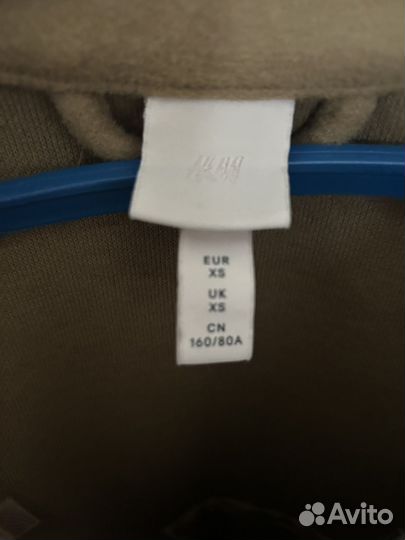 H&M
EUR
XS
UK
XS
CN
160/80A
Avito